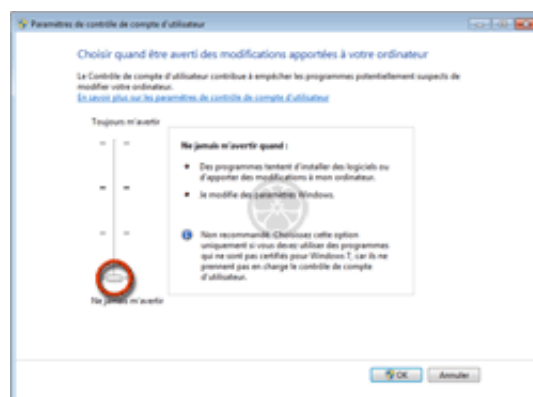 Paramètres de contrôle de compte d'utilisateur
Choisir quand être averti des modifications apportées à votre ordinateur
Le Contrôle de compte d'utilisateur contribue à empêcher les programmes potentiellement suspects de
modifier votre ordinateur.
En savoir plus sur les paramètres de contrôle de compte d'utilisateur
Toujours m'avertir
Ne jamais m'avertir quand :
Des programmes tentent d'installer des logiciels ou
d'apporter des modifications à mon ordinateur.
Je modifie des paramètres Windows.
Non recommandé. Choisissez cette option
uniquement si vous devez utiliser des programmes
qui ne sont pas certifiés pour Windows 7, car ils ne
prennent pas en charge le contrôle de compte
d'utilisateur.
Ne jamais m'avertir
OK
Annuler